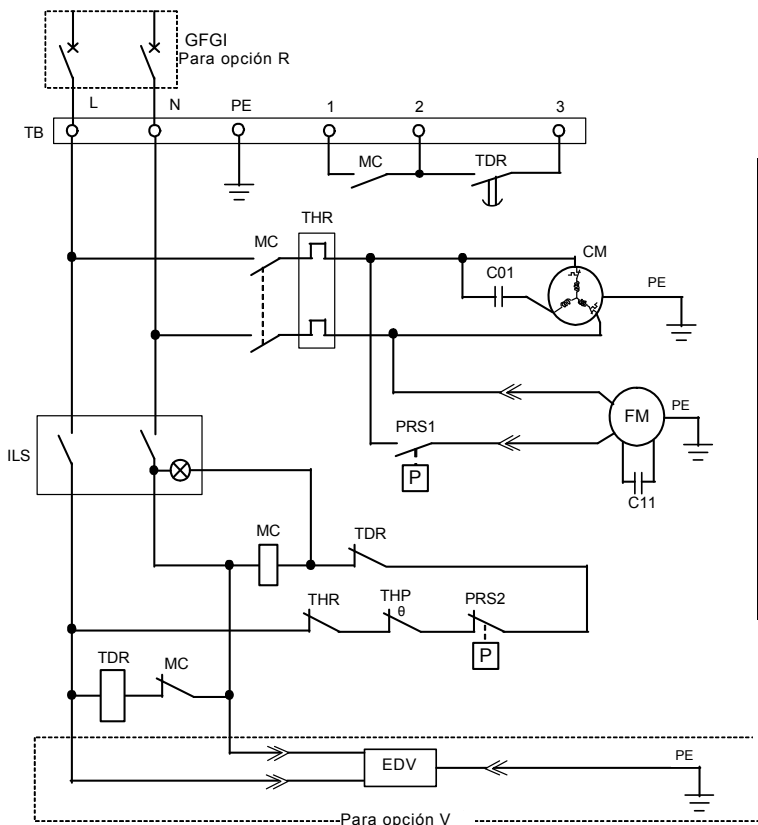 GFGI
Para opción R
L
N
PE
1
2
3
TB
MC
TDR
THR
MC
CM
C01
PE
FM
PE
PRS1
P
C11
ILS
MC
TDR
THR
THP
θ
PRS2
P
TDR
MC
EDV
PE
Para opción V